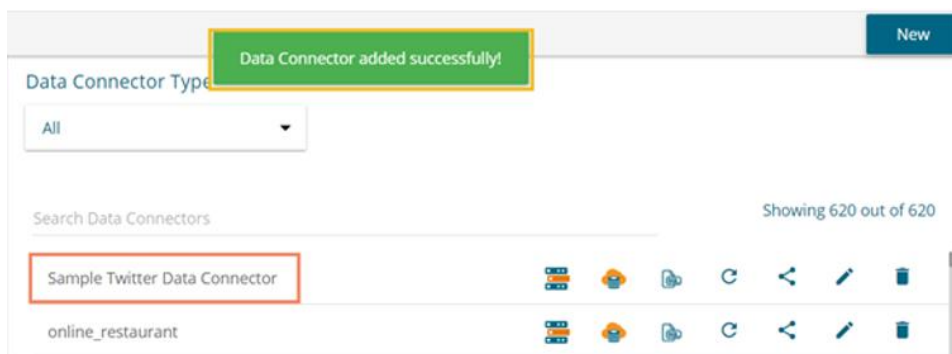 New
Data Connector added successfully!
Data Connector Type
All
Search Data Connectors
Showing 620 out of 620
Sample Twitter Data Connector
online_restaurant